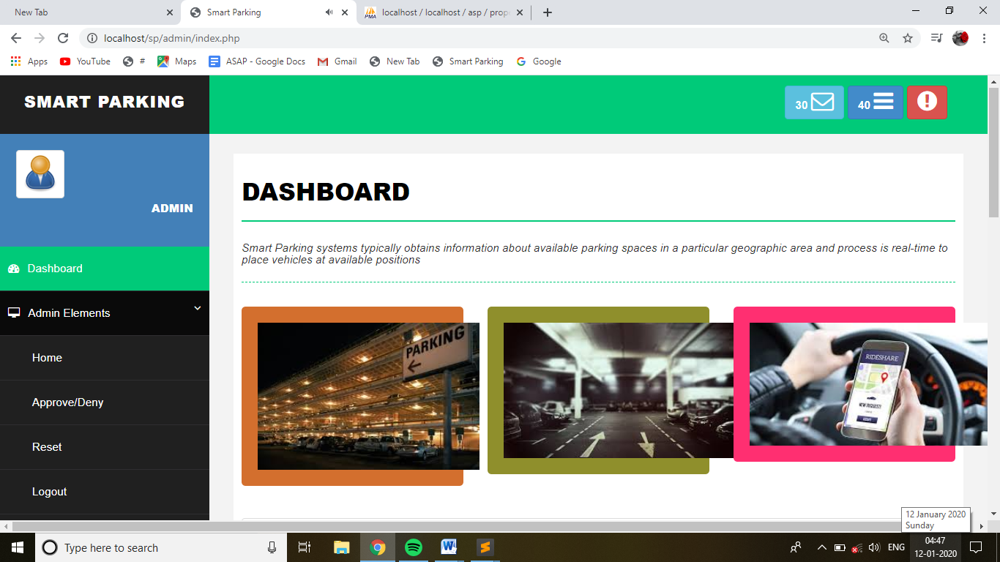 New Tab
Smart Parking
localhost / localhost / asp / prop
localhost/sp/admin/index.php
Apps
YouTube
#
Maps
ASAP - Google Docs
Gmail
New Tab
Smart Parking
Google
SMART PARKING
30
40
ADMIN
Dashboard
Admin Elements
Home
Approve/Deny
Reset
Logout
DASHBOARD
Smart Parking systems typically obtains information about available parking spaces in a particular geographic area and process is real-time to
place vehicles at available positions
PARKING
RIDESHARE
NEW REQUEST!
12 January 2020
Sunday
Type here to search
ENG
04:47
12-01-2020